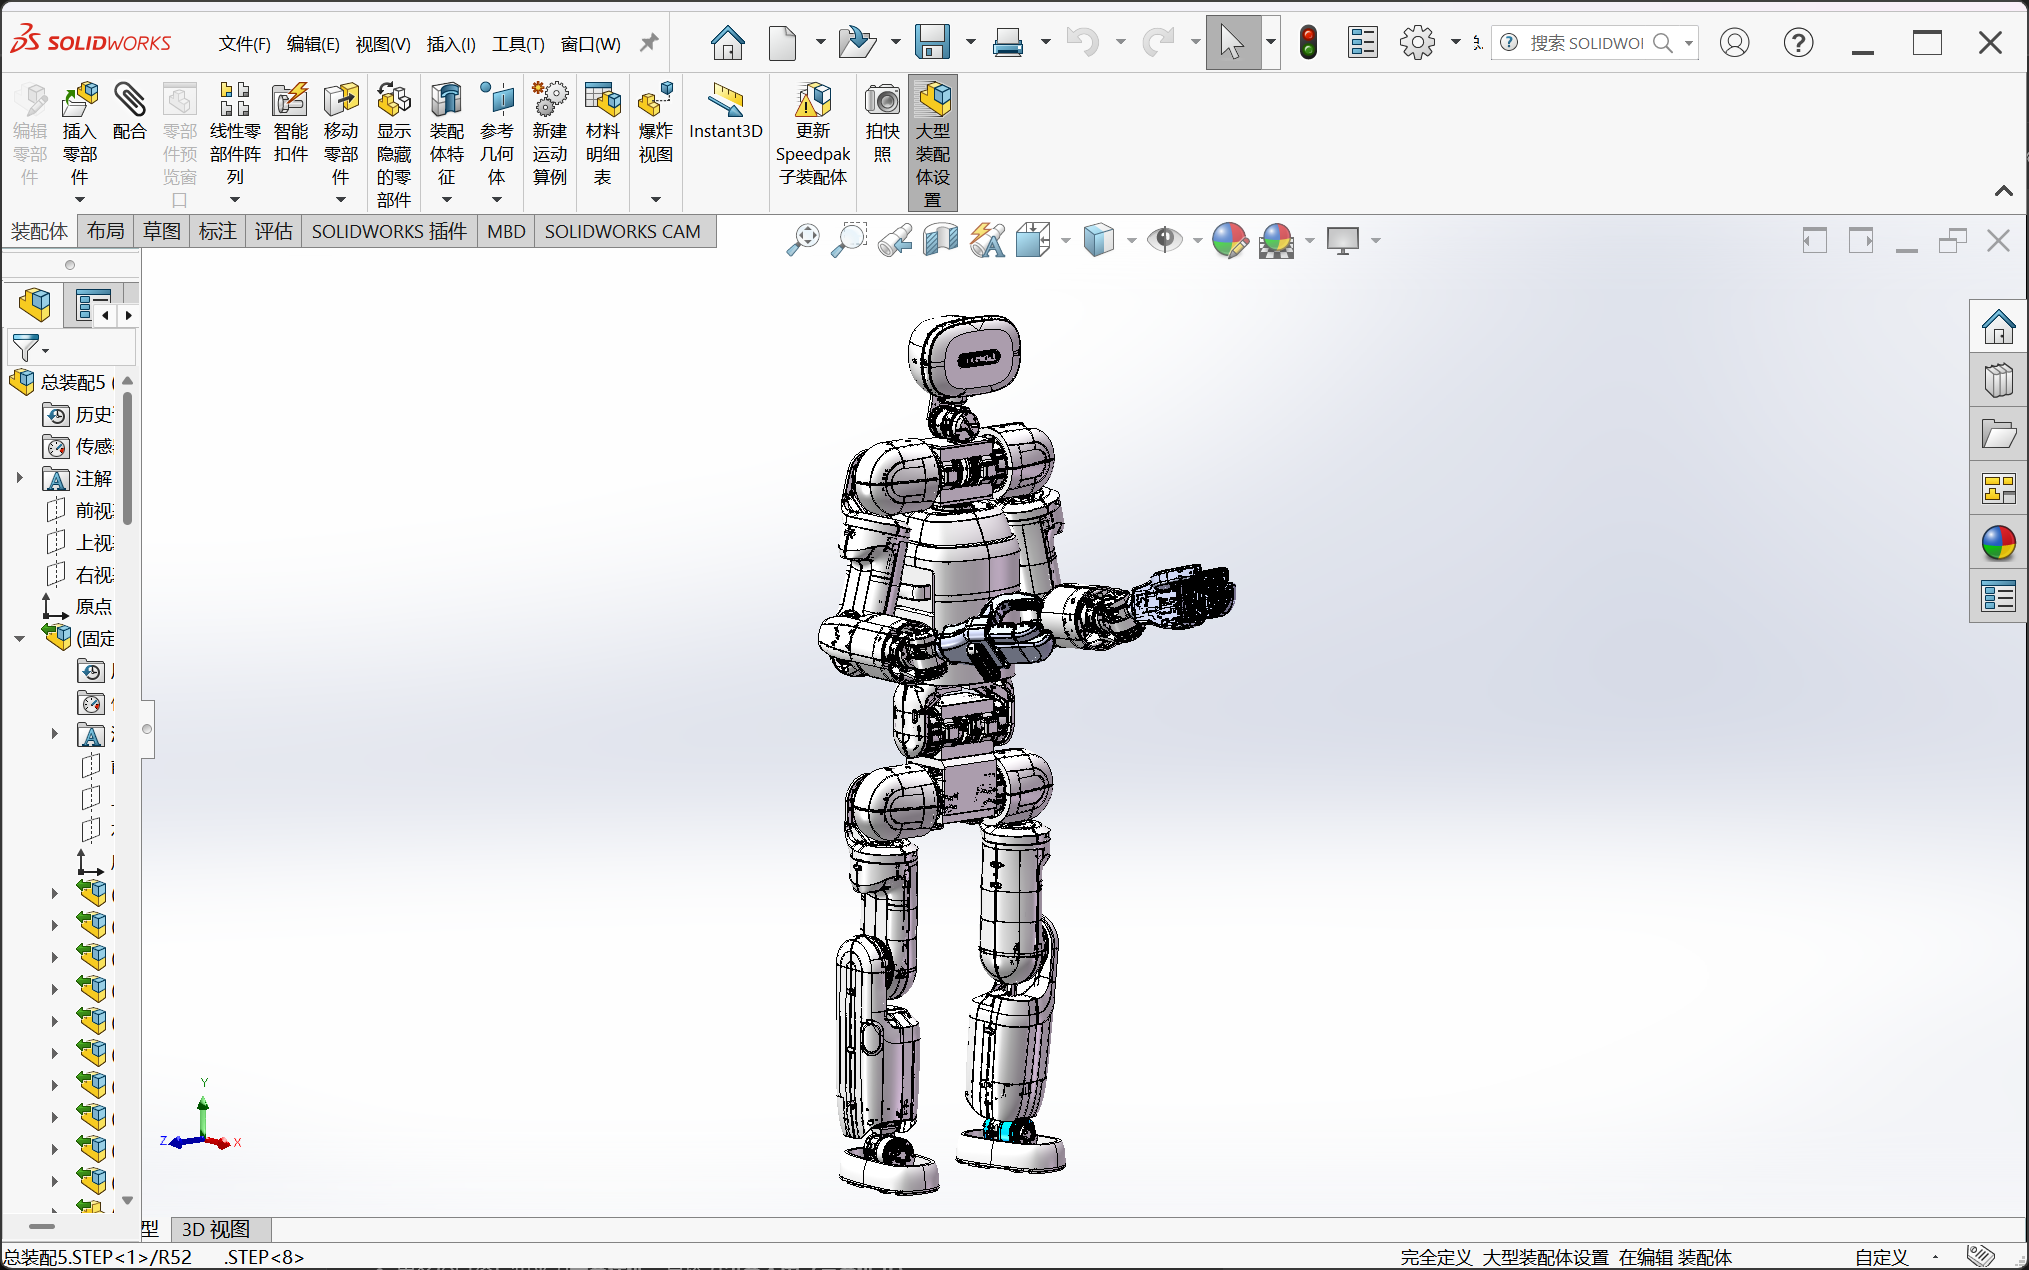 SOLIDWORKS 文件(F) 编辑(E) 视图(V) 插入(I) 工具(T) 窗口(W) 搜索 SOLIDWOI
编辑零部件
插入零部件
配合
零部件预览窗口
线性零部件阵列
智能扣件
移动零部件
显示隐藏的零部件
装配体特征
参考几何体
新建运动算例
材料明细表
爆炸视图
Instant3D
更新 Speedpak 子装配体
拍快照
大型装配体设置
装配体 布局 草图 标注 评估 SOLIDWORKS 插件 MBD SOLIDWORKS CAM
总装配5 (
历史
传感
注解
前视
上视
右视
原点
(固定
Y
Z
X
型 3D 视图
总装配5.STEP<1>/R52 .STEP<8> 完全定义 大型装配体设置 在编辑 装配体 自定义